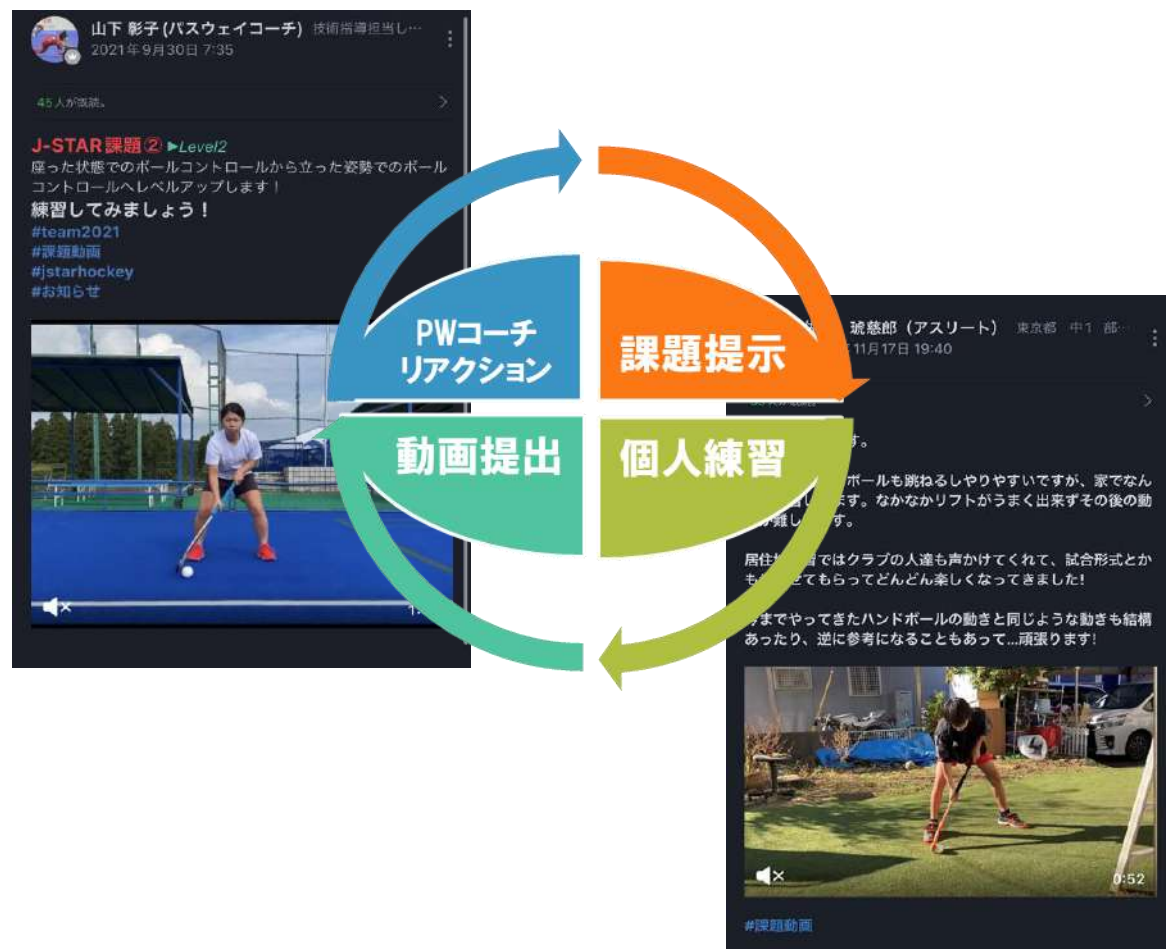 山下 彰子(パスウェイコーチ) 技術指導担当し…
2021年9月30日 7:35
45人が既読。
J-STAR課題② ▶Level2
座った状態でのボールコントロールから立った姿勢でのボール
コントロールへレベルアップします！
練習してみましょう！
#team2021
#課題動画
#jstarhockey
#お知らせ
PWコーチ
リアクション
課題提示
動画提出
個人練習
琥慈郎（アスリート） 東京都 中1 部…
11月17日 19:40
す。
ボールも跳ねるしやりやすいですが、家でなん
ます。なかなかリフトがうまく出来ずその後の動
難し
す。
居住
習ではクラブの人達も声かけてくれて、試合形式とか
も
せてもらってどんどん楽しくなってきました!
までやってきたハンドボールの動きと同じような動きも結構
あったり、逆に参考になることもあって...頑張ります!
0:52
#課題動画